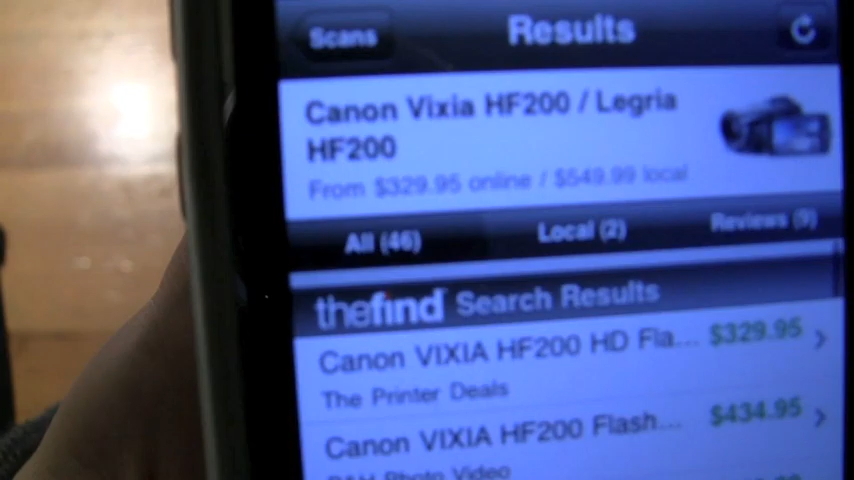 Scans
Results
Canon Vixia HF200 / Legria
HF200
From $329.95 online / $549.99 local
All (46)
Local (2)
Reviews (9)
thefind Search Results
Canon VIXIA HF200 HD Fla... $329.95
The Printer Deals
Canon VIXIA HF200 Flash... $434.95
B&H Photo Video